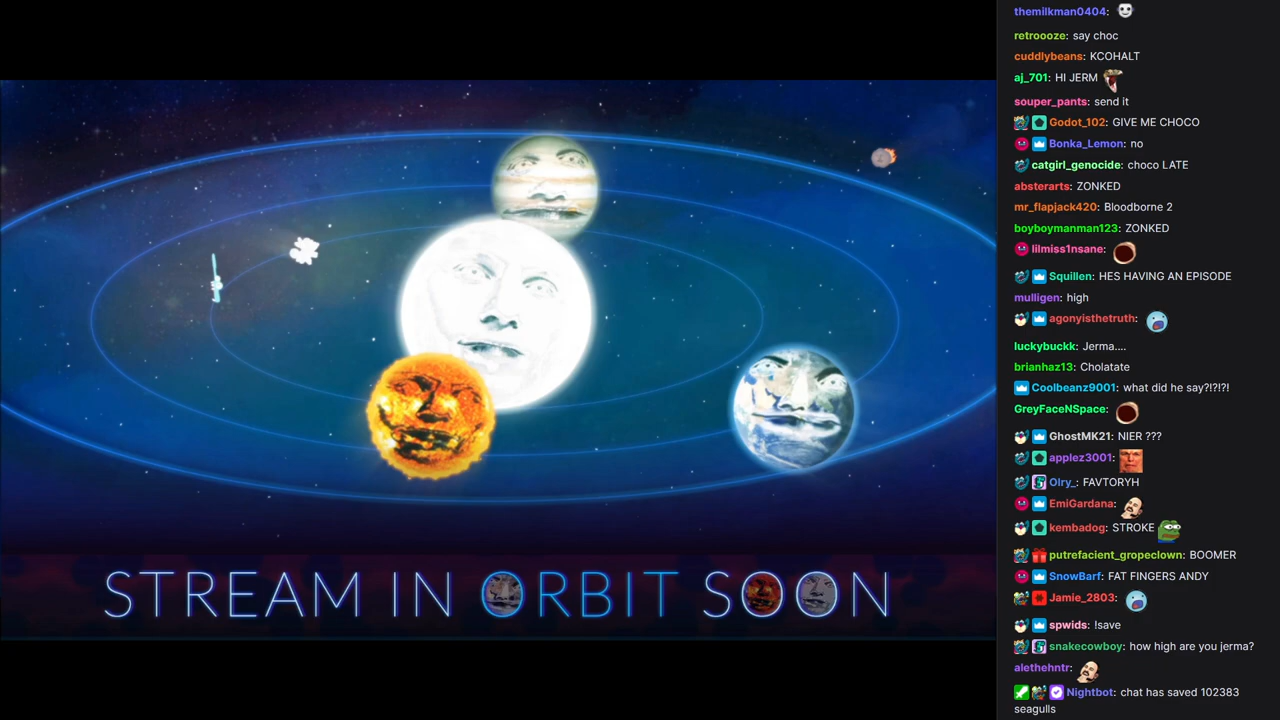 STREAM IN ORBIT SOON
themilkman0404:
retroooze: say choc
cuddlybeans: KCOHALT
aj_701: HI JERM
souper_pants: send it
Godot_102: GIVE ME CHOCO
Bonka_Lemon: no
catgirl_genocide: choco LATE
absterarts: ZONKED
mr_flapjack420: Bloodborne 2
boyboymanman123: ZONKED
lilmiss1nsane:
Squillen: HES HAVING AN EPISODE
mulligen: high
agonyisthetruth:
luckybuckk: Jerma....
brianhaz13: Cholatate
Coolbeanz9001: what did he say?!?!?!
GreyFaceNSpace:
GhostMK21: NIER ???
applez3001:
Olry_: FAVTORYH
EmiGardana:
kembadog: STROKE
putrefacient_gropeclown: BOOMER
SnowBarf: FAT FINGERS ANDY
Jamie_2803:
spwids: !save
snakecowboy: how high are you jerma?
alethehntr:
Nightbot: chat has saved 102383
seagulls